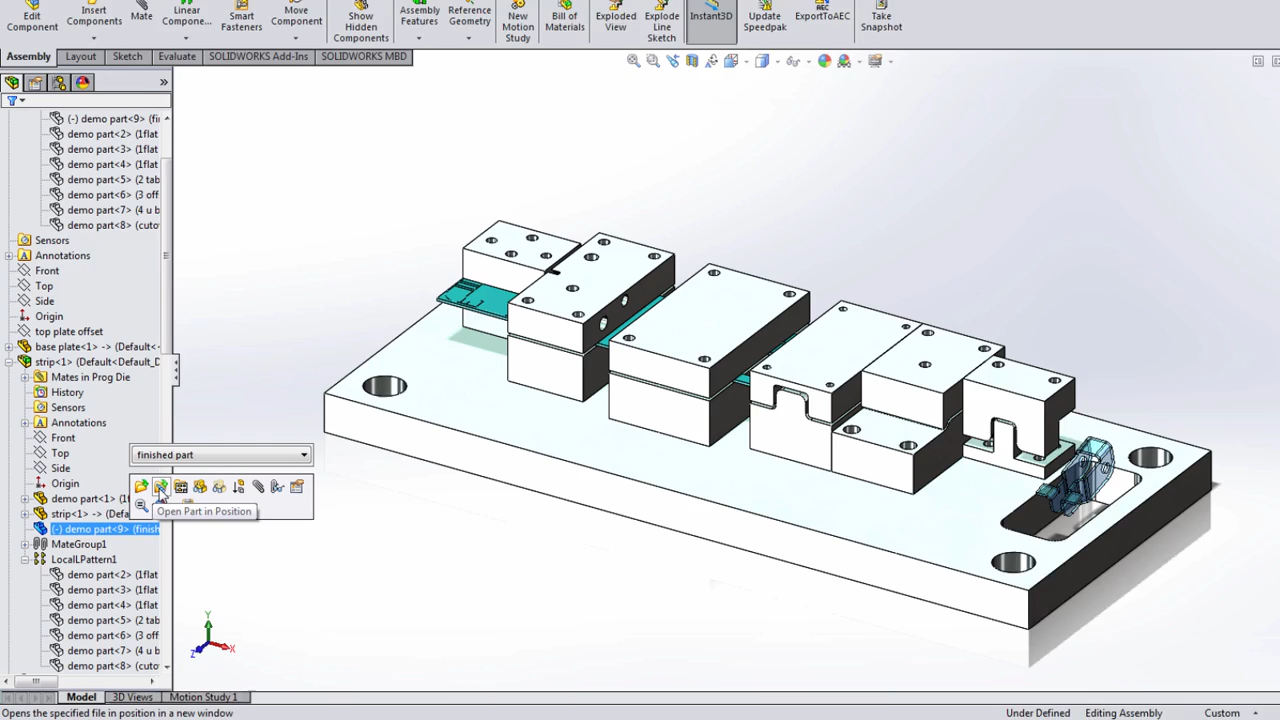 Edit
Component
Insert
Components
Mate
Linear
Compone...
Smart
Fasteners
Move
Component
Show
Hidden
Components
Assembly
Features
Reference
Geometry
New
Motion
Study
Bill of
Materials
Exploded
View
Explode
Line
Sketch
Instant3D
Update
Speedpak
AEC
ExportToAEC
Take
Snapshot
Assembly Layout Sketch Evaluate SOLIDWORKS Add-Ins SOLIDWORKS MBD
(-) demo part<9> (fi
demo part<2> (1flat
demo part<3> (1flat
demo part<4> (1flat
demo part<5> (2 tab
demo part<6> (3 off
demo part<7> (4 u b
demo part<8> (cuto
Sensors
Annotations
Front
Top
Side
Origin
top plate offset
base plate<1> -> (Default
strip<1> (Default<Default_D
Mates in Prog Die
History
Sensors
Annotations
Front
Top
Side
Origin
demo part<1> (1f
strip<1> -> (Defa
(-) demo part<9> (finish
MateGroup1
LocalLPattern1
demo part<2> (1flat
demo part<3> (1flat
demo part<4> (1flat
demo part<5> (2 tab
demo part<6> (3 off
demo part<7> (4 u b
demo part<8> (cuto
finished part
Open Part in Position
Y
X
Z
Model 3D Views Motion Study 1
Opens the specified file in position in a new window
Under Defined Editing Assembly Custom